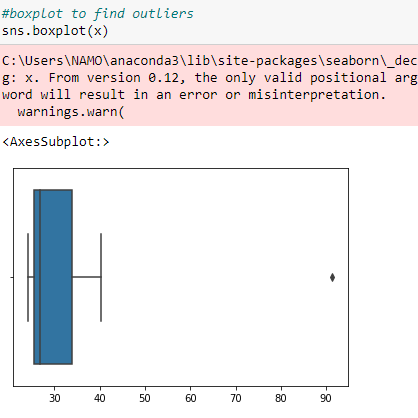 #boxplot to find outliers
sns.boxplot(x)
C:\Users\NAMO\anaconda3\lib\site-packages\seaborn\_dec
g: x. From version 0.12, the only valid positional arg
word will result in an error or misinterpretation.
warnings.warn(
<AxesSubplot:>
30 40 50 60 70 80 90